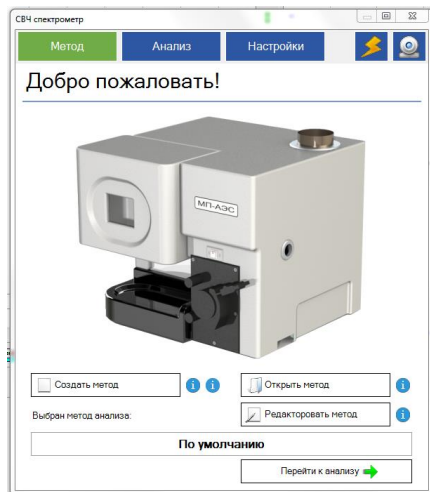 СВЧ спектрометр
Метод Анализ Настройки
Добро пожаловать!
МП-АЭС
Создать метод Открыть метод
Выбран метод анализа: Редакторовать метод
По умолчанию
Перейти к анализу